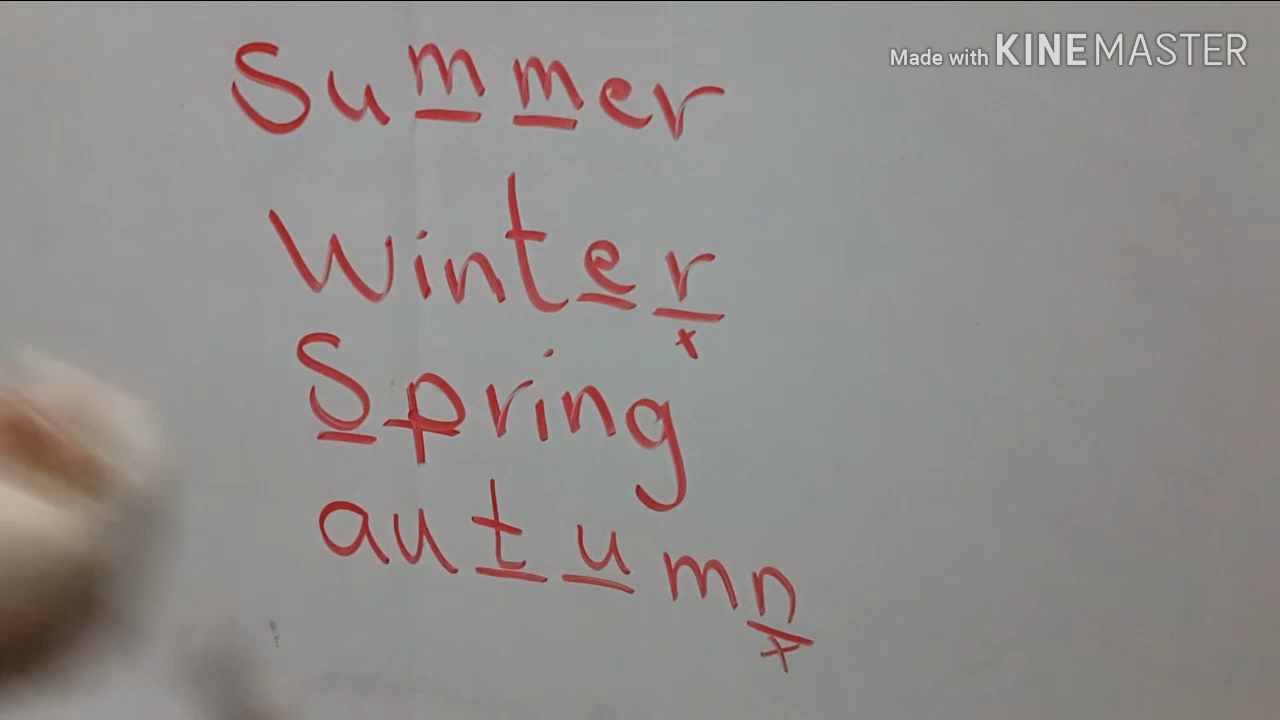 Made with KINEMASTER
Summer
Winter
x
Spring
autumn
x